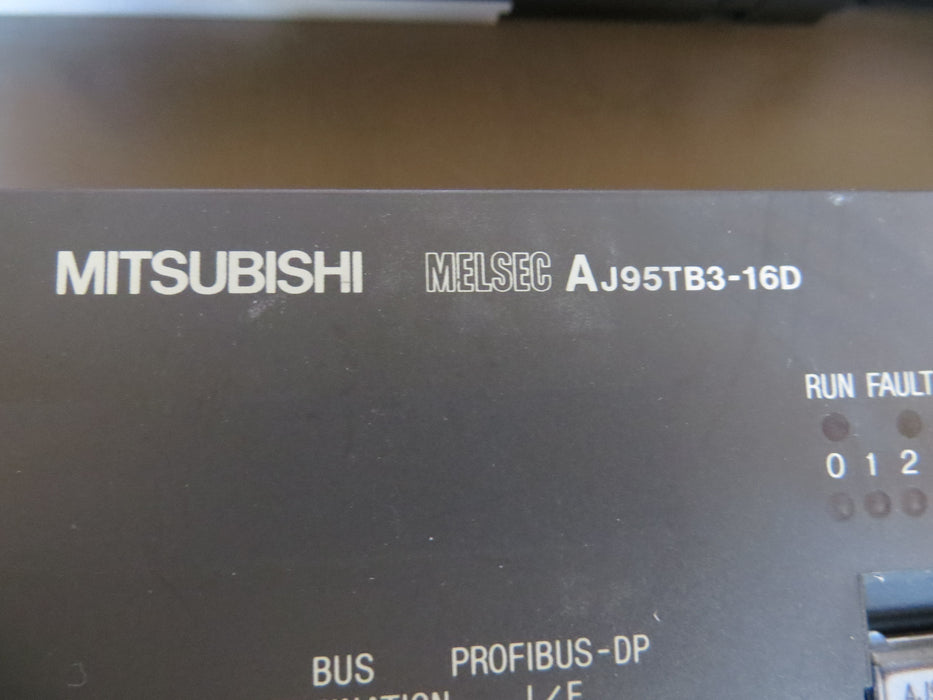 MITSUBISHI MELSEC AJ95TB3-16D
RUN FAULT
0 1 2
BUS PROFIBUS-DP
I/F